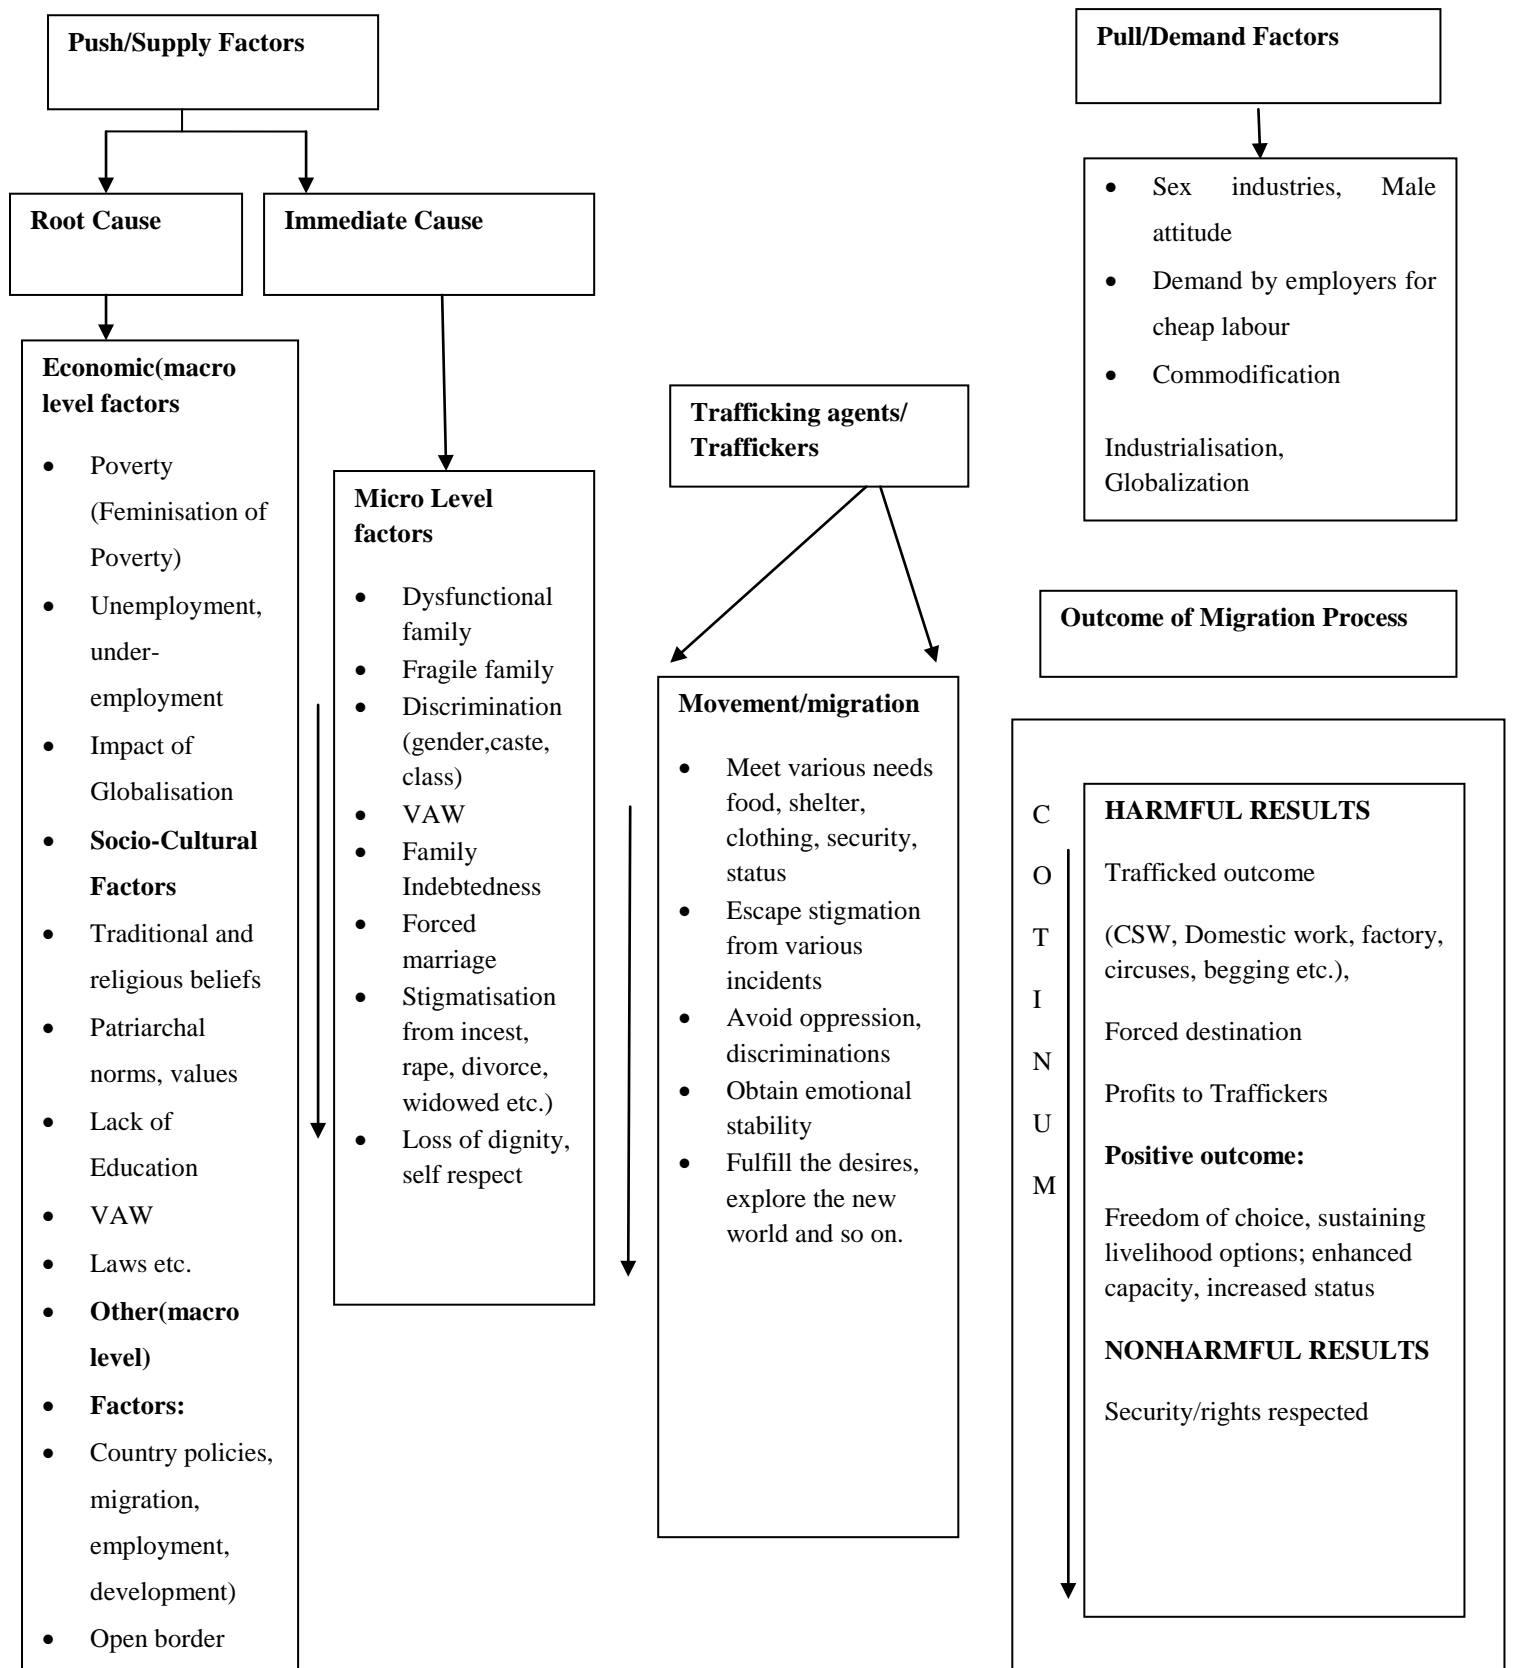 Push/Supply Factors
Pull/Demand Factors
Root Cause
Immediate Cause
• Sex industries, Male
attitude
• Demand by employers for
cheap labour
• Commodification
Industrialisation,
Globalization
Economic(macro
level factors
• Poverty
(Feminisation of
Poverty)
• Unemployment,
under-
employment
• Impact of
Globalisation
• Socio-Cultural
Factors
• Traditional and
religious beliefs
• Patriarchal
norms, values
• Lack of
Education
• VAW
• Laws etc.
• Other(macro
level)
• Factors:
• Country policies,
migration,
employment,
development)
• Open border
Micro Level
factors
• Dysfunctional
family
• Fragile family
• Discrimination
(gender,caste,
class)
• VAW
• Family
Indebtedness
• Forced
marriage
• Stigmatisation
from incest,
rape, divorce,
widowed etc.)
• Loss of dignity,
self respect
Trafficking agents/
Traffickers
Movement/migration
• Meet various needs
food, shelter,
clothing, security,
status
• Escape stigmation
from various
incidents
• Avoid oppression,
discriminations
• Obtain emotional
stability
• Fulfill the desires,
explore the new
world and so on.
Outcome of Migration Process
C
O
T
I
N
U
M
HARMFUL RESULTS
Trafficked outcome
(CSW, Domestic work, factory,
circuses, begging etc.),
Forced destination
Profits to Traffickers
Positive outcome:
Freedom of choice, sustaining
livelihood options; enhanced
capacity, increased status
NONHARMFUL RESULTS
Security/rights respected